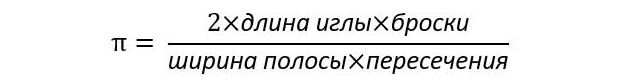 π = 2×длина иглы×броски
ширина полосы×пересечения